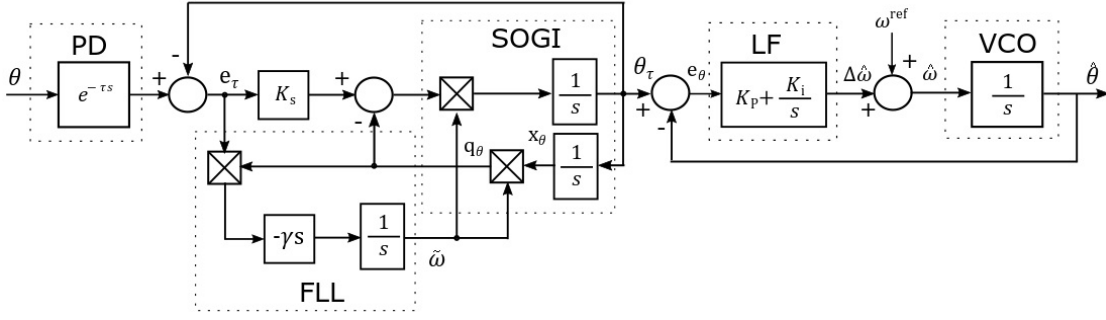 PD
SOGI
LF
VCO
ω^ref
θ
e^{-τs}
-
+
e_τ
K_s
+
-
1/s
θ_τ
+
-
e_θ
K_P + K_i/s
Δω̂
+
+
ω̂
1/s
θ̂
q_θ
x_θ
1/s
-γs
1/s
ω̃
FLL